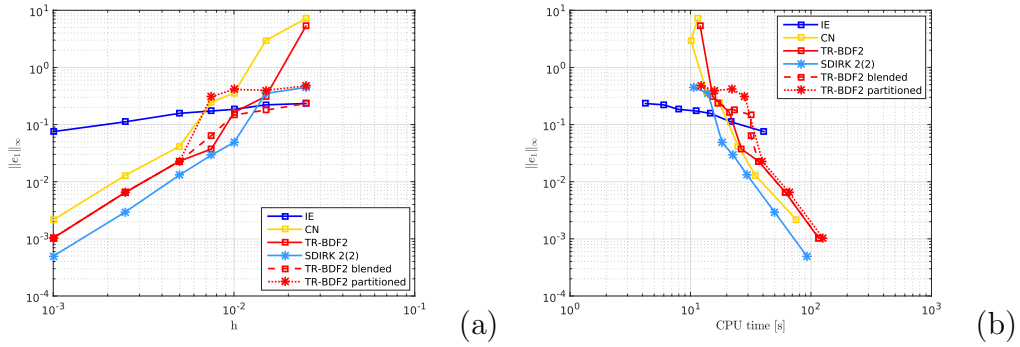 10^1
10^0
10^-1
10^-2
10^-3
10^-4
||e_1||_∞
10^-3 10^-2 10^-1
h
IE
CN
TR-BDF2
SDIRK 2(2)
TR-BDF2 blended
TR-BDF2 partitioned
(a)
10^1
10^0
10^-1
10^-2
10^-3
10^-4
||e_1||_∞
10^0 10^1 10^2 10^3
CPU time [s]
IE
CN
TR-BDF2
SDIRK 2(2)
TR-BDF2 blended
TR-BDF2 partitioned
(b)